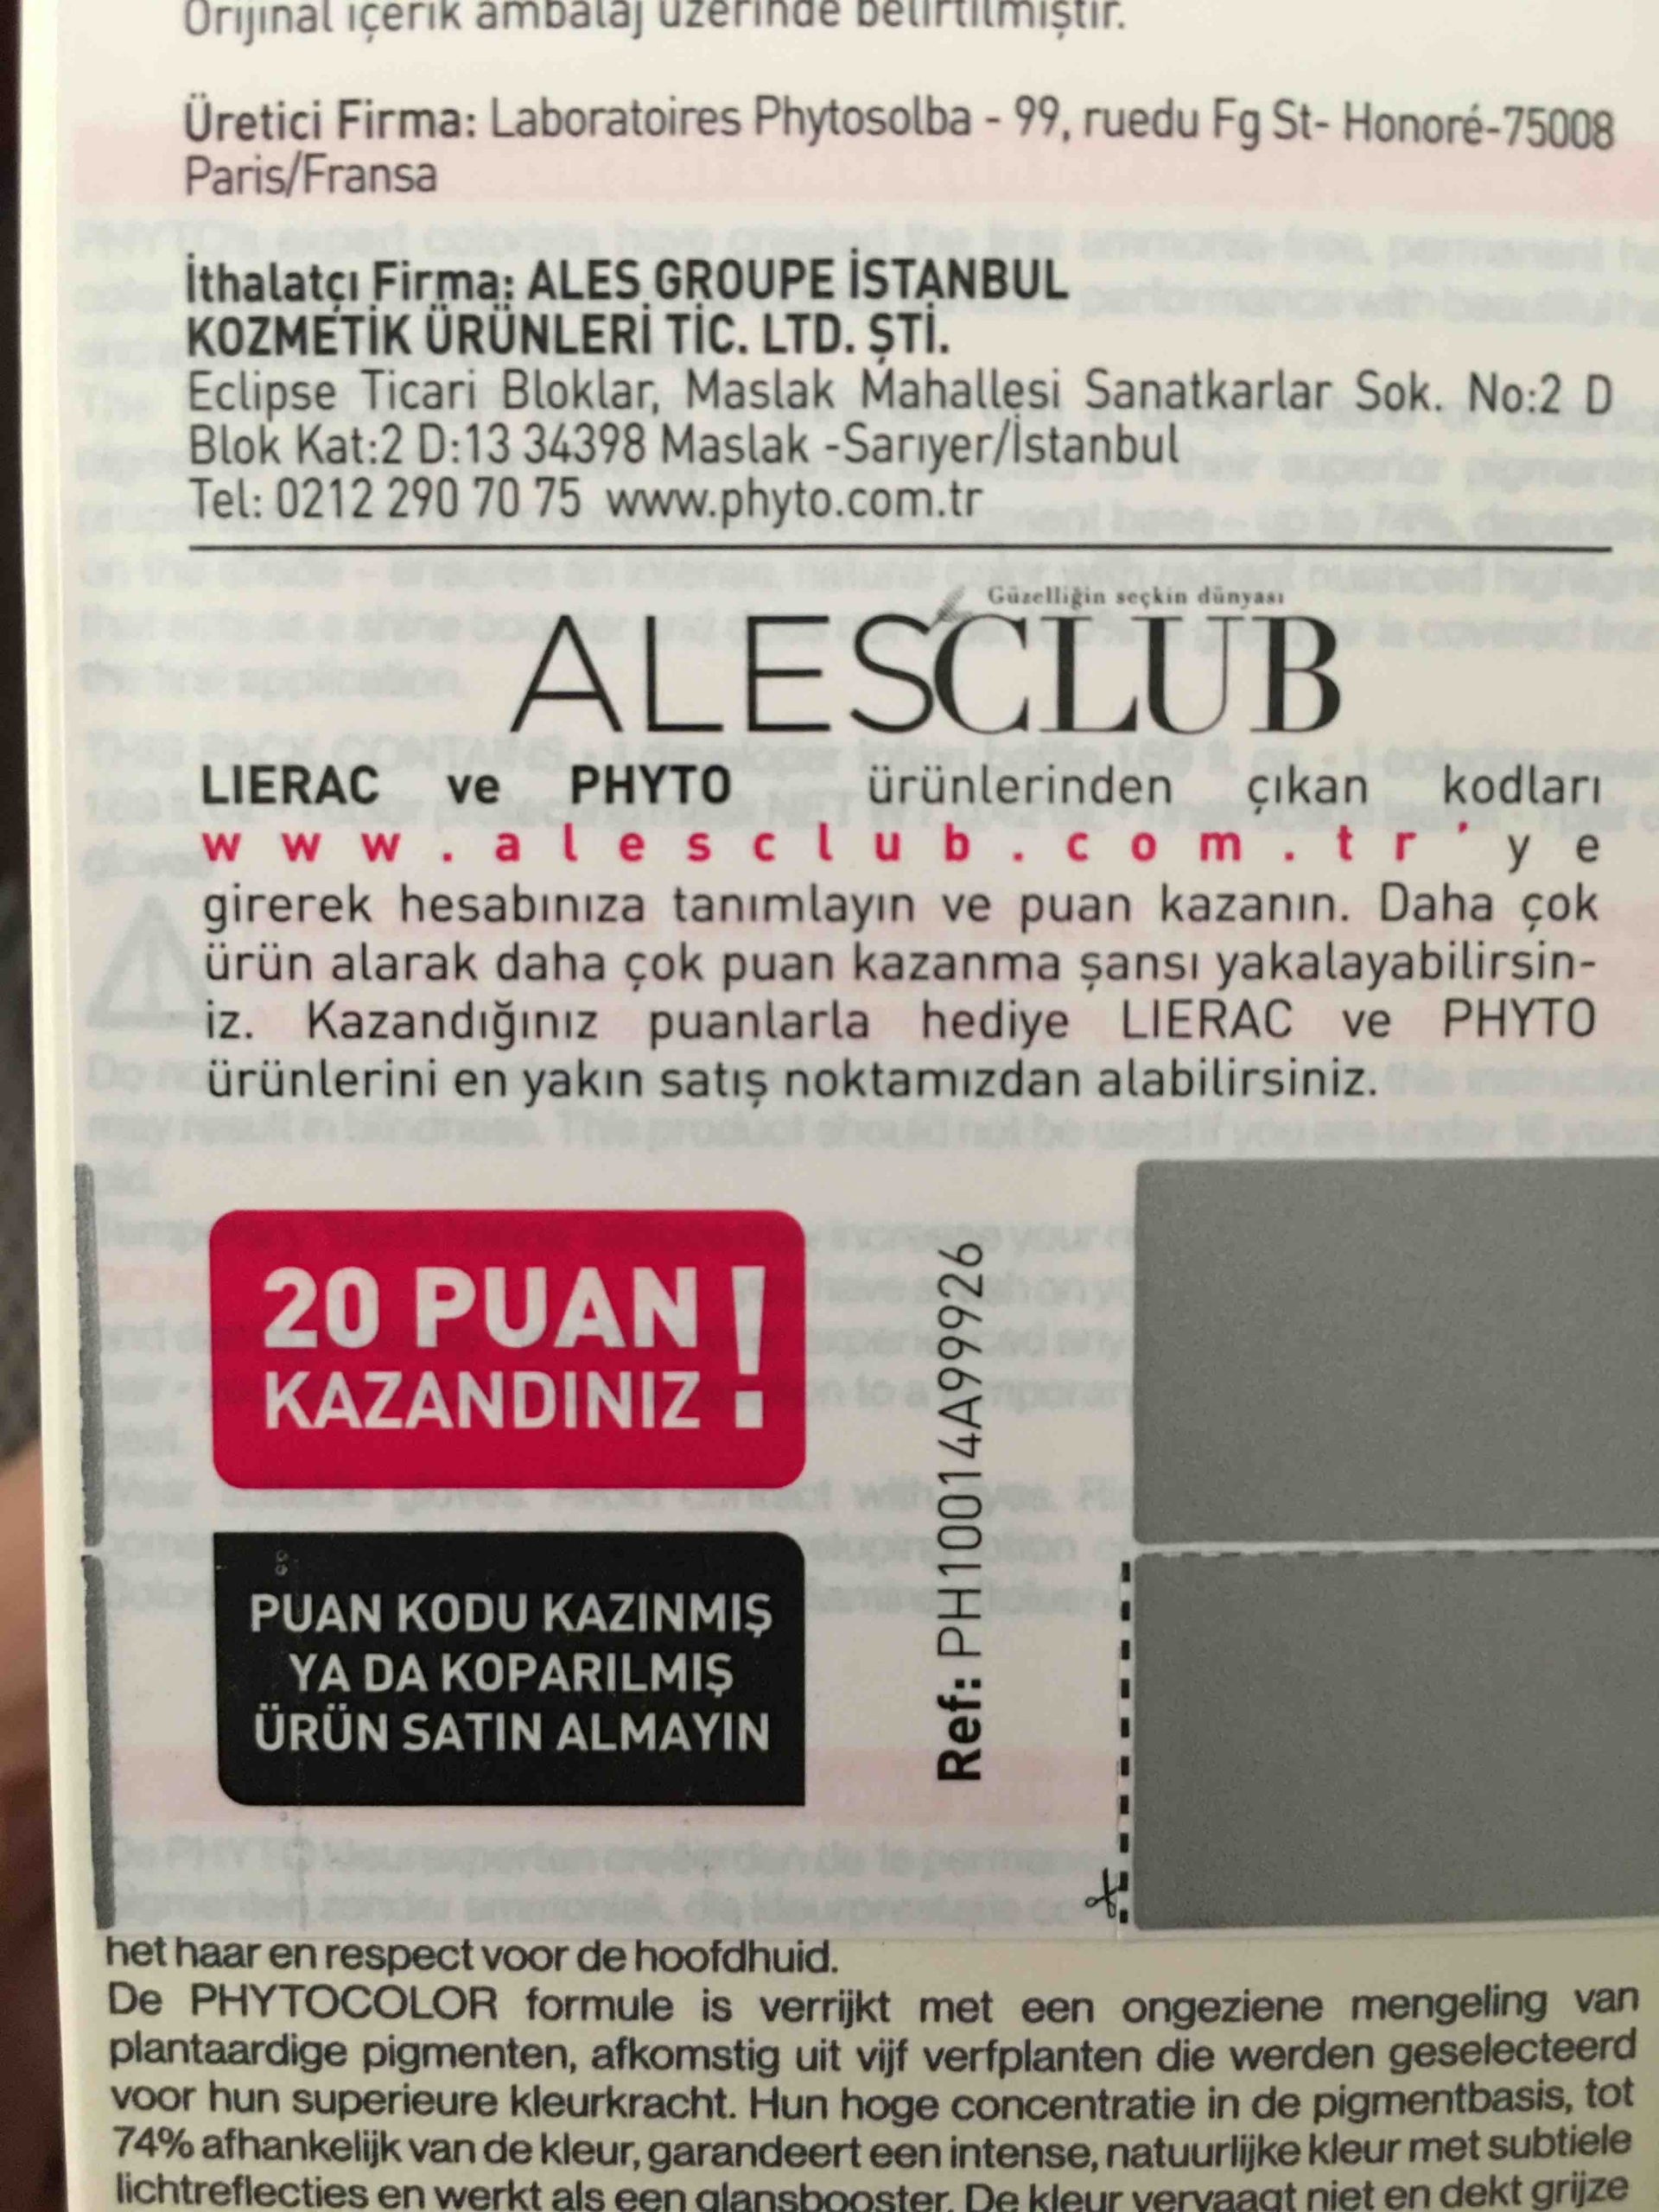 Orijinal içerik ambalaj üzerinde belirtilmiştir.
Üretici Firma: Laboratoires Phytosolba - 99, ruedu Fg St- Honoré-75008
Paris/Fransa
İthalatçı Firma: ALES GROUPE İSTANBUL
KOZMETİK ÜRÜNLERİ TİC. LTD. ŞTİ.
Eclipse Ticari Bloklar, Maslak Mahallesi Sanatkarlar Sok. No:2 D
Blok Kat:2 D:13 34398 Maslak -Sarıyer/İstanbul
Tel: 0212 290 70 75 www.phyto.com.tr
Güzelliğin seçkin dünyası
ALESCLUB
LIERAC ve PHYTO ürünlerinden çıkan kodları
www.alesclub.com.tr'ye
girerek hesabınıza tanımlayın ve puan kazanın. Daha çok
ürün alarak daha çok puan kazanma şansı yakalayabilirsin-
iz. Kazandığınız puanlarla hediye LIERAC ve PHYTO
ürünlerini en yakın satış noktamızdan alabilirsiniz.
20 PUAN
KAZANDINIZ !
PUAN KODU KAZINMIŞ
YA DA KOPARILMIŞ
ÜRÜN SATIN ALMAYIN
Ref: PH10014A99926
het haar en respect voor de hoofdhuid.
De PHYTOCOLOR formule is verrijkt met een ongeziene mengeling van
plantaardige pigmenten, afkomstig uit vijf verfplanten die werden geselecteerd
voor hun superieure kleurkracht. Hun hoge concentratie in de pigmentbasis, tot
74% afhankelijk van de kleur, garandeert een intense, natuurlijke kleur met subtiele
lichtreflecties en werkt als een glansbooster. De kleur vervaagt niet en dekt grijze